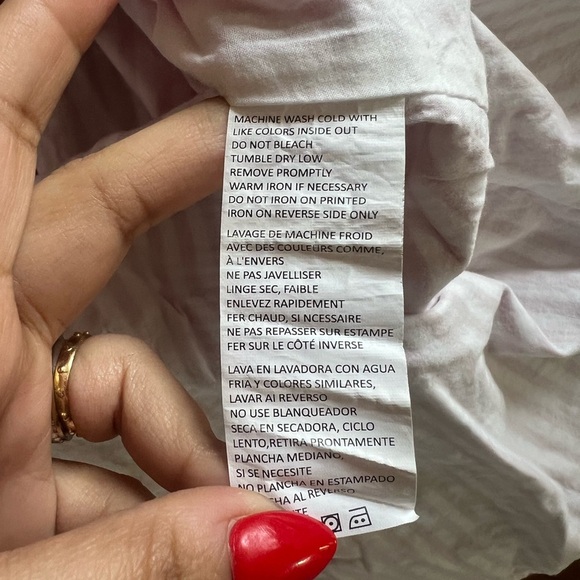 MACHINE WASH COLD WITH
LIKE COLORS INSIDE OUT
DO NOT BLEACH
TUMBLE DRY LOW
REMOVE PROMPTLY
WARM IRON IF NECESSARY
DO NOT IRON ON PRINTED
IRON ON REVERSE SIDE ONLY
LAVAGE DE MACHINE FROID
AVEC DES COULEURS COMME,
À L'ENVERS
NE PAS JAVELLISER
LINGE SEC, FAIBLE
ENLEVEZ RAPIDEMENT
FER CHAUD, SI NCESSAIRE
NE PAS REPASSER SUR ESTAMPE
FER SUR LE CÔTÉ INVERSE
LAVA EN LAVADORA CON AGUA
FRIA Y COLORES SIMILARES,
LAVAR AI REVERSO
NO USE BLANQUEADOR
SECA EN SECADORA, CICLO
LENTO,RETIRA PRONTAMENTE
PLANCHA MEDIANO,
SI SE NECESITE
NO PLANCHA EN ESTAMPADO
HA AL REVERSO